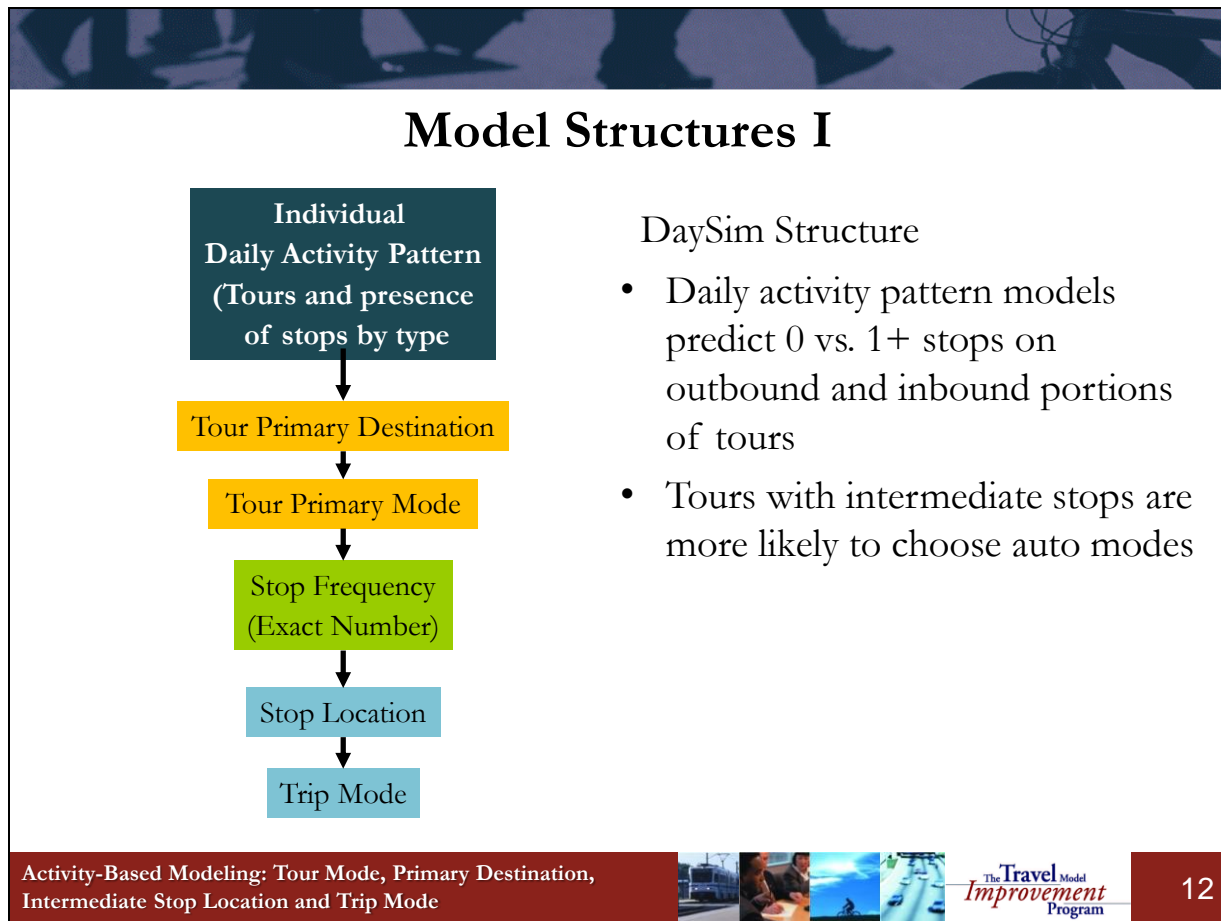 Model Structures I
Individual
Daily Activity Pattern
(Tours and presence
of stops by type
Tour Primary Destination
Tour Primary Mode
Stop Frequency
(Exact Number)
Stop Location
Trip Mode
DaySim Structure
• Daily activity pattern models
predict 0 vs. 1+ stops on
outbound and inbound portions
of tours
• Tours with intermediate stops are
more likely to choose auto modes
Activity-Based Modeling: Tour Mode, Primary Destination,
Intermediate Stop Location and Trip Mode
The Travel Model
Improvement
Program
12